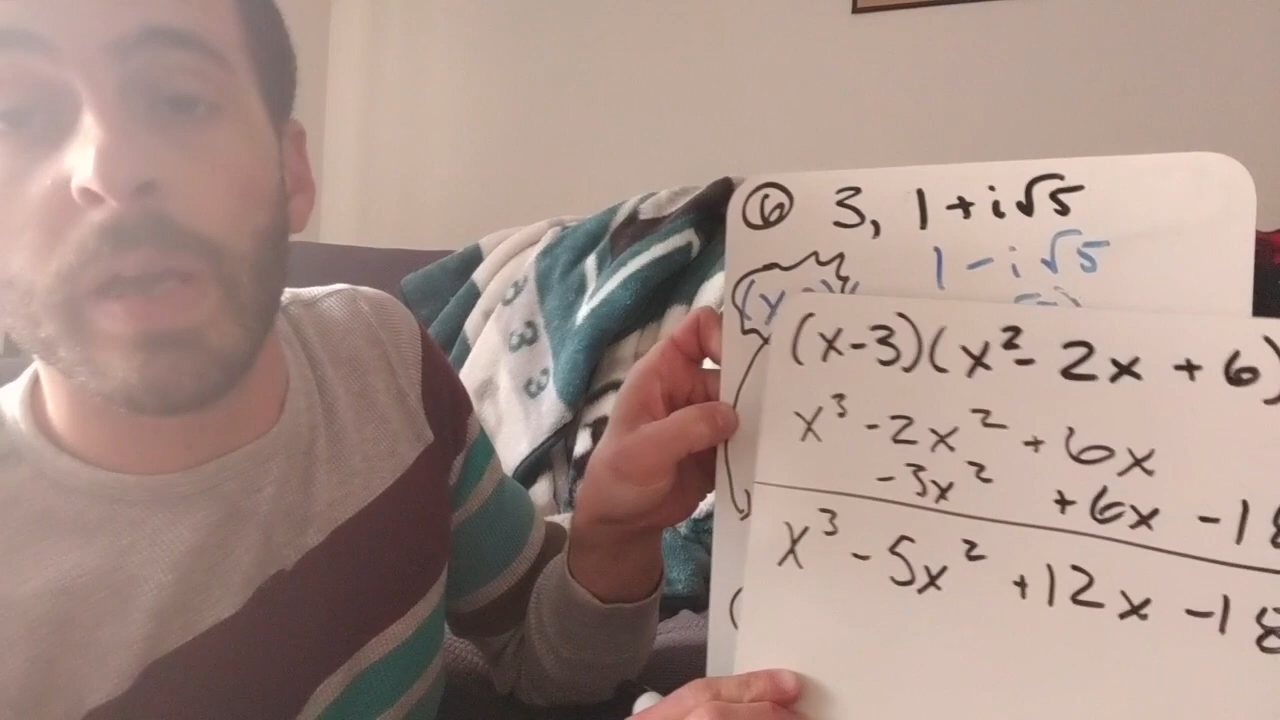 ⑥ 3, 1+i√5
1-i√5
(x-3)(x²-2x+6)
x³-2x²+6x
-3x² +6x -18
x³-5x²+12x-18